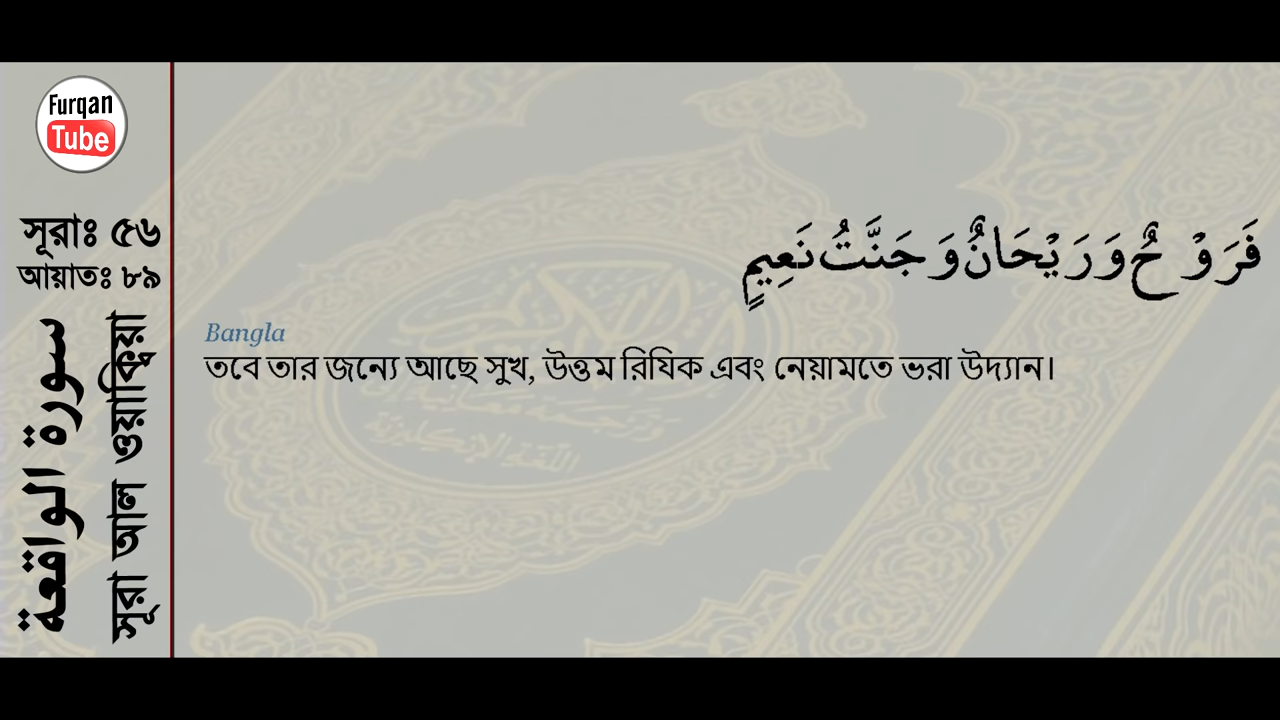 Furqan
Tube
সূরাঃ ৫৬
আয়াতঃ ৮৯
سورة الواقعة
সূরা আল ওয়াক্বিয়া
فَرَوْحٌ وَرَيْحَانٌ وَجَنَّتُ نَعِيمٍ
Bangla
তবে তার জন্যে আছে সুখ, উত্তম রিযিক এবং নেয়ামতে ভরা উদ্যান।